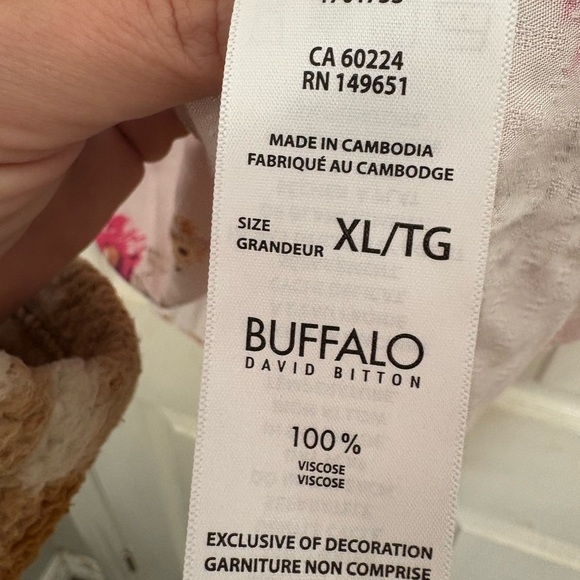 CA 60224
RN 149651
MADE IN CAMBODIA
FABRIQUÉ AU CAMBODGE
SIZE
GRANDEUR XL/TG
BUFFALO
DAVID BITTON
100%
VISCOSE
VISCOSE
EXCLUSIVE OF DECORATION
GARNITURE NON COMPRISE